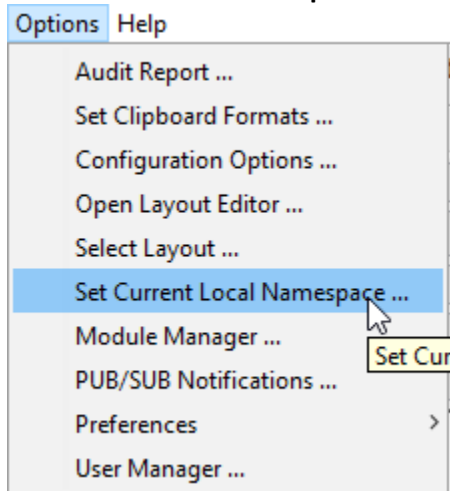 Options Help
Audit Report ...
Set Clipboard Formats ...
Configuration Options ...
Open Layout Editor ...
Select Layout ...
Set Current Local Namespace ...
Module Manager ...
Set Cur
PUB/SUB Notifications ...
Preferences
User Manager ...